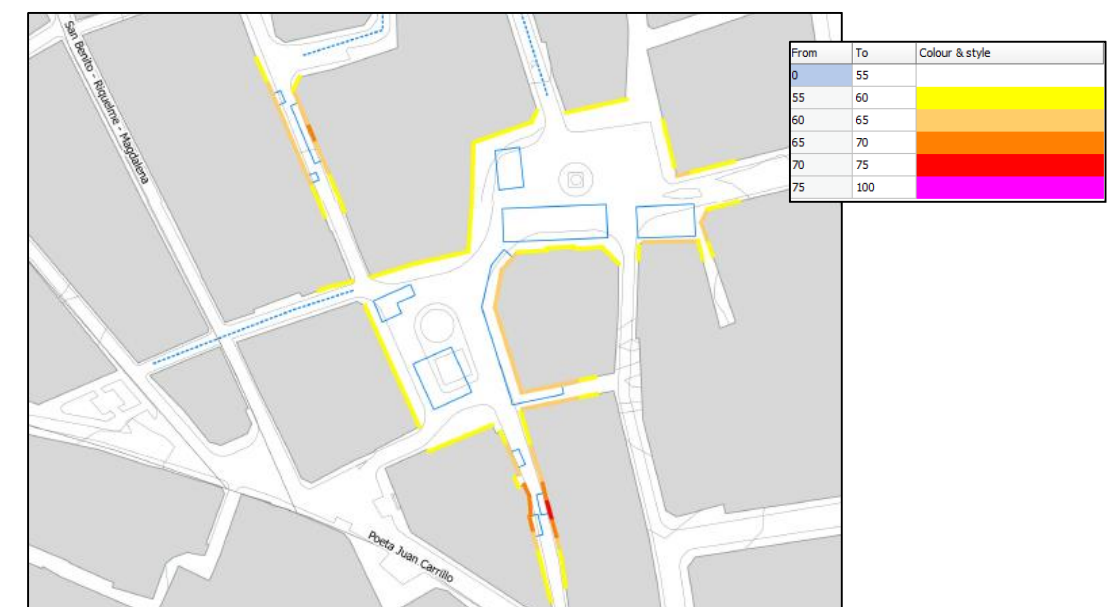 San Benito - Riquelme - Magdalena
From To Colour & style
0 55
55 60
60 65
65 70
70 75
75 100
Poeta Juan Carrillo